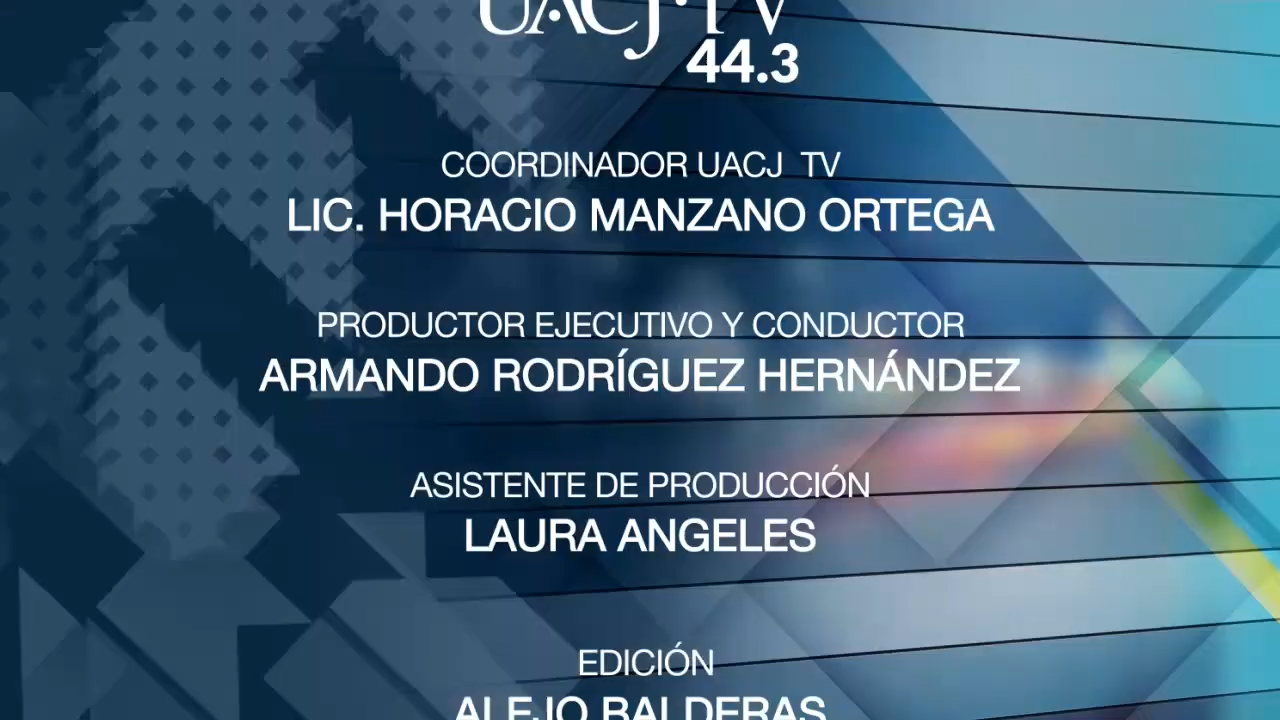 UACJ·TV
44.3
COORDINADOR UACJ TV
LIC. HORACIO MANZANO ORTEGA
PRODUCTOR EJECUTIVO Y CONDUCTOR
ARMANDO RODRÍGUEZ HERNÁNDEZ
ASISTENTE DE PRODUCCIÓN
LAURA ANGELES
EDICIÓN
ALEJO BALDERAS